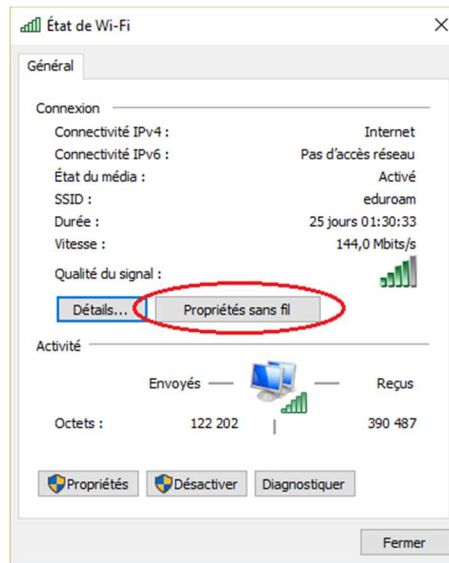 État de Wi-Fi
Général
Connexion
Connectivité IPv4 : Internet
Connectivité IPv6 : Pas d'accès réseau
État du média : Activé
SSID : eduroam
Durée : 25 jours 01:30:33
Vitesse : 144,0 Mbits/s
Qualité du signal :
Détails... Propriétés sans fil
Activité
Envoyés Reçus
Octets : 122 202 390 487
Propriétés Désactiver Diagnostiquer
Fermer